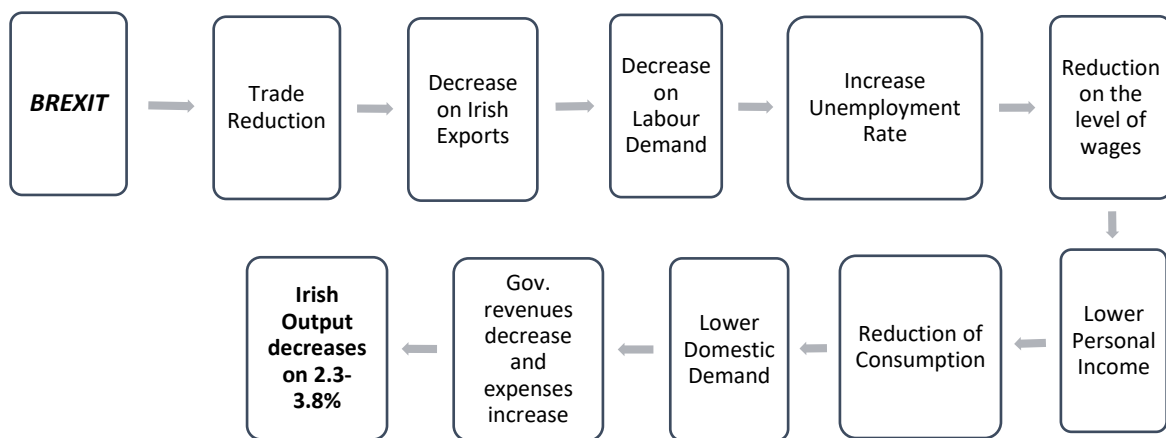 BREXIT
Trade
Reduction
Decrease
on Irish
Exports
Decrease
on
Labour
Demand
Increase
Unemployment
Rate
Reduction
on the
level of
wages
Lower
Personal
Income
Reduction of
Consumption
Lower
Domestic
Demand
Gov.
revenues
decrease
and
expenses
increase
Irish
Output
decreases
on 2.3-
3.8%